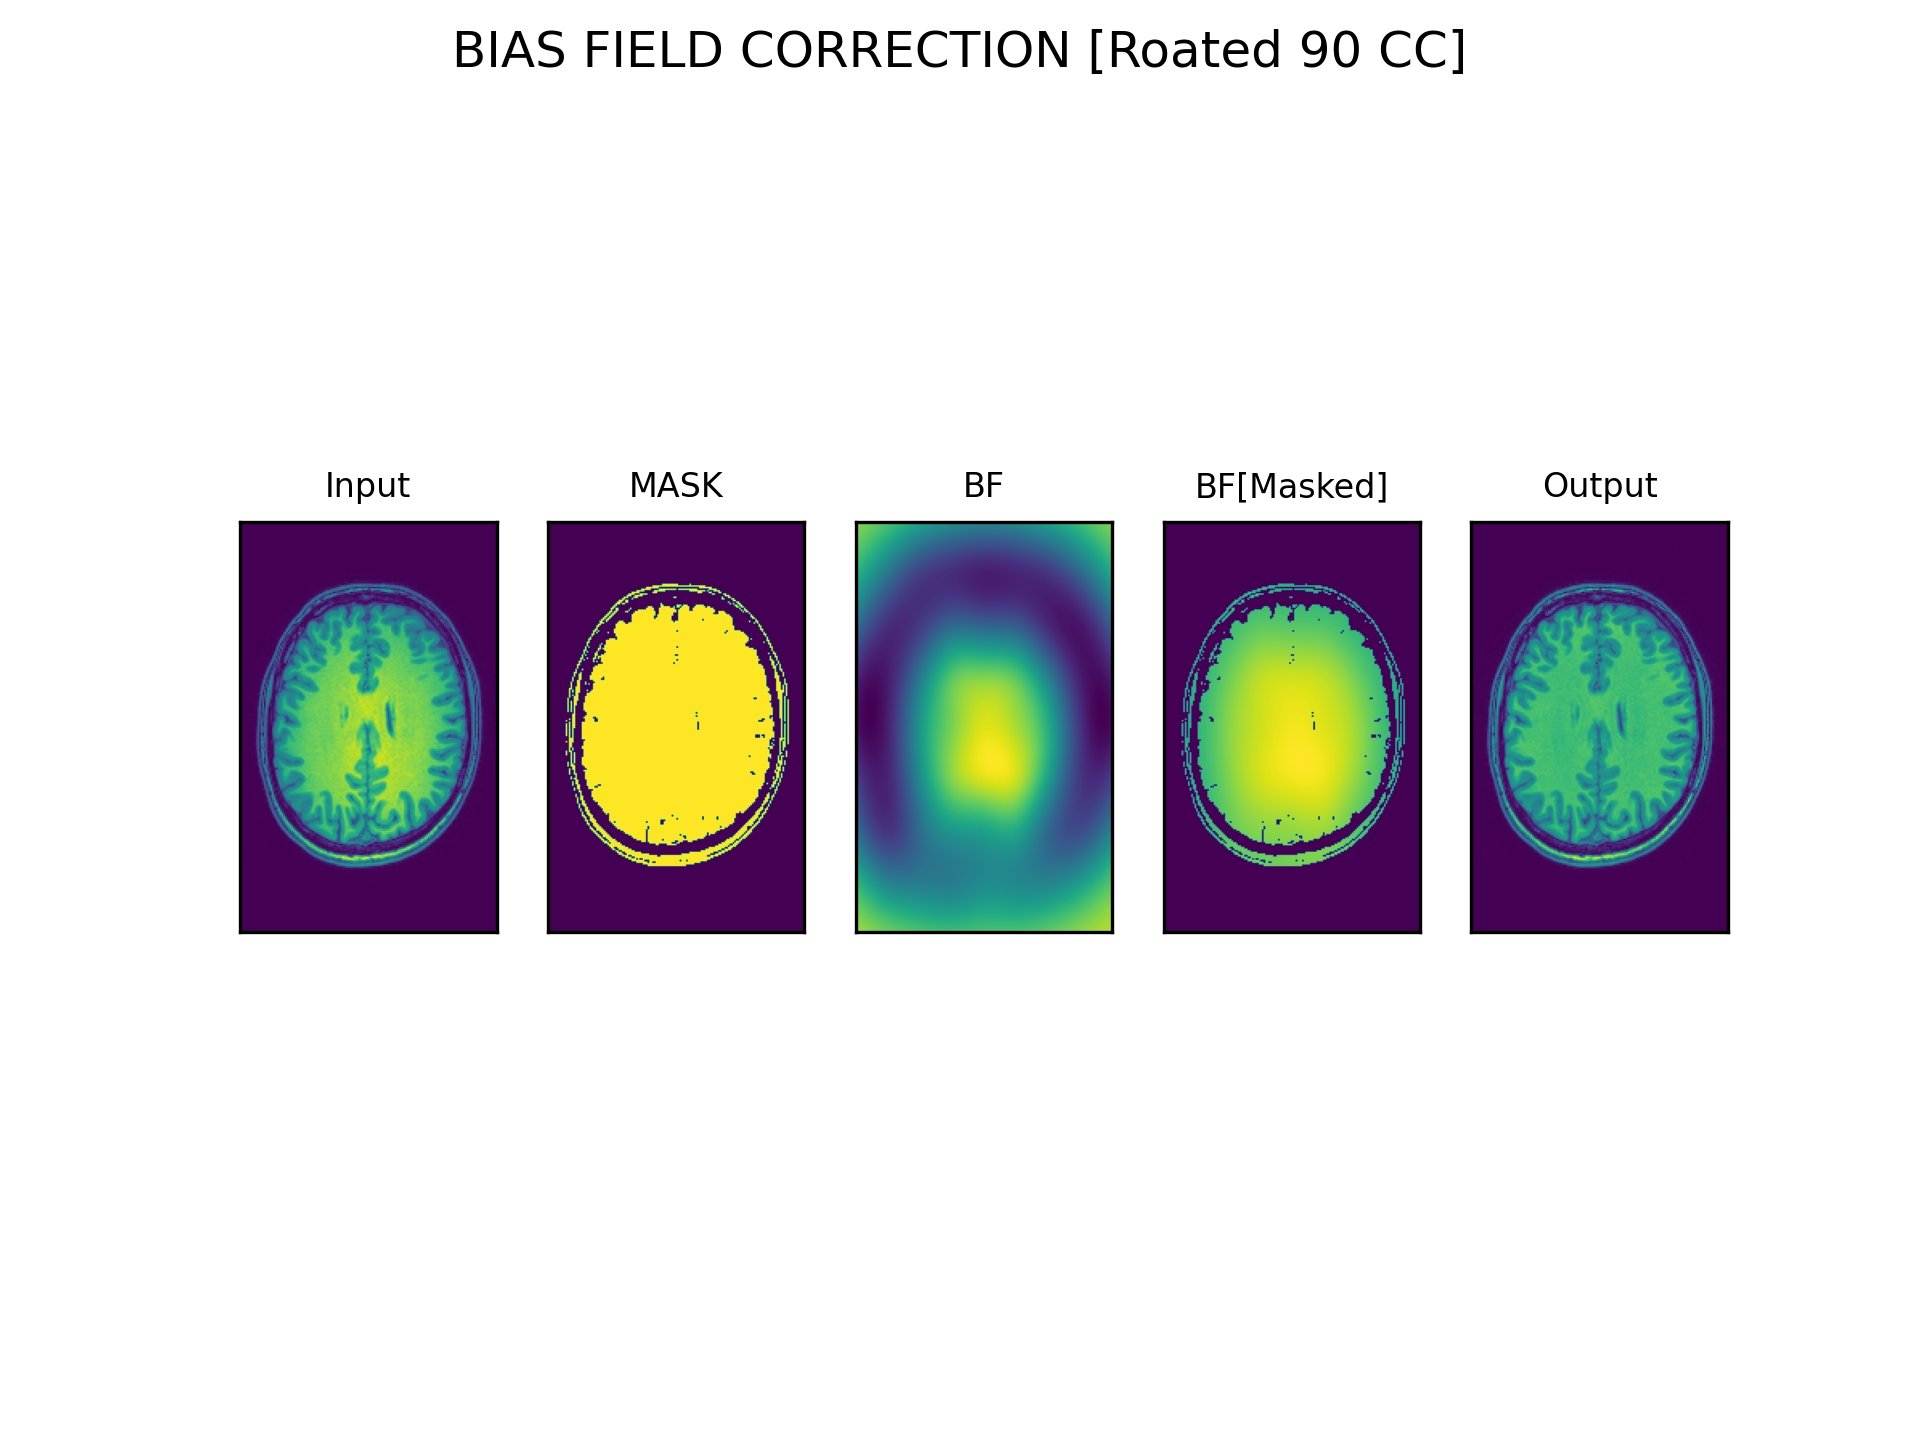 BIAS FIELD CORRECTION [Roated 90 CC]
Input
MASK
BF
BF[Masked]
Output